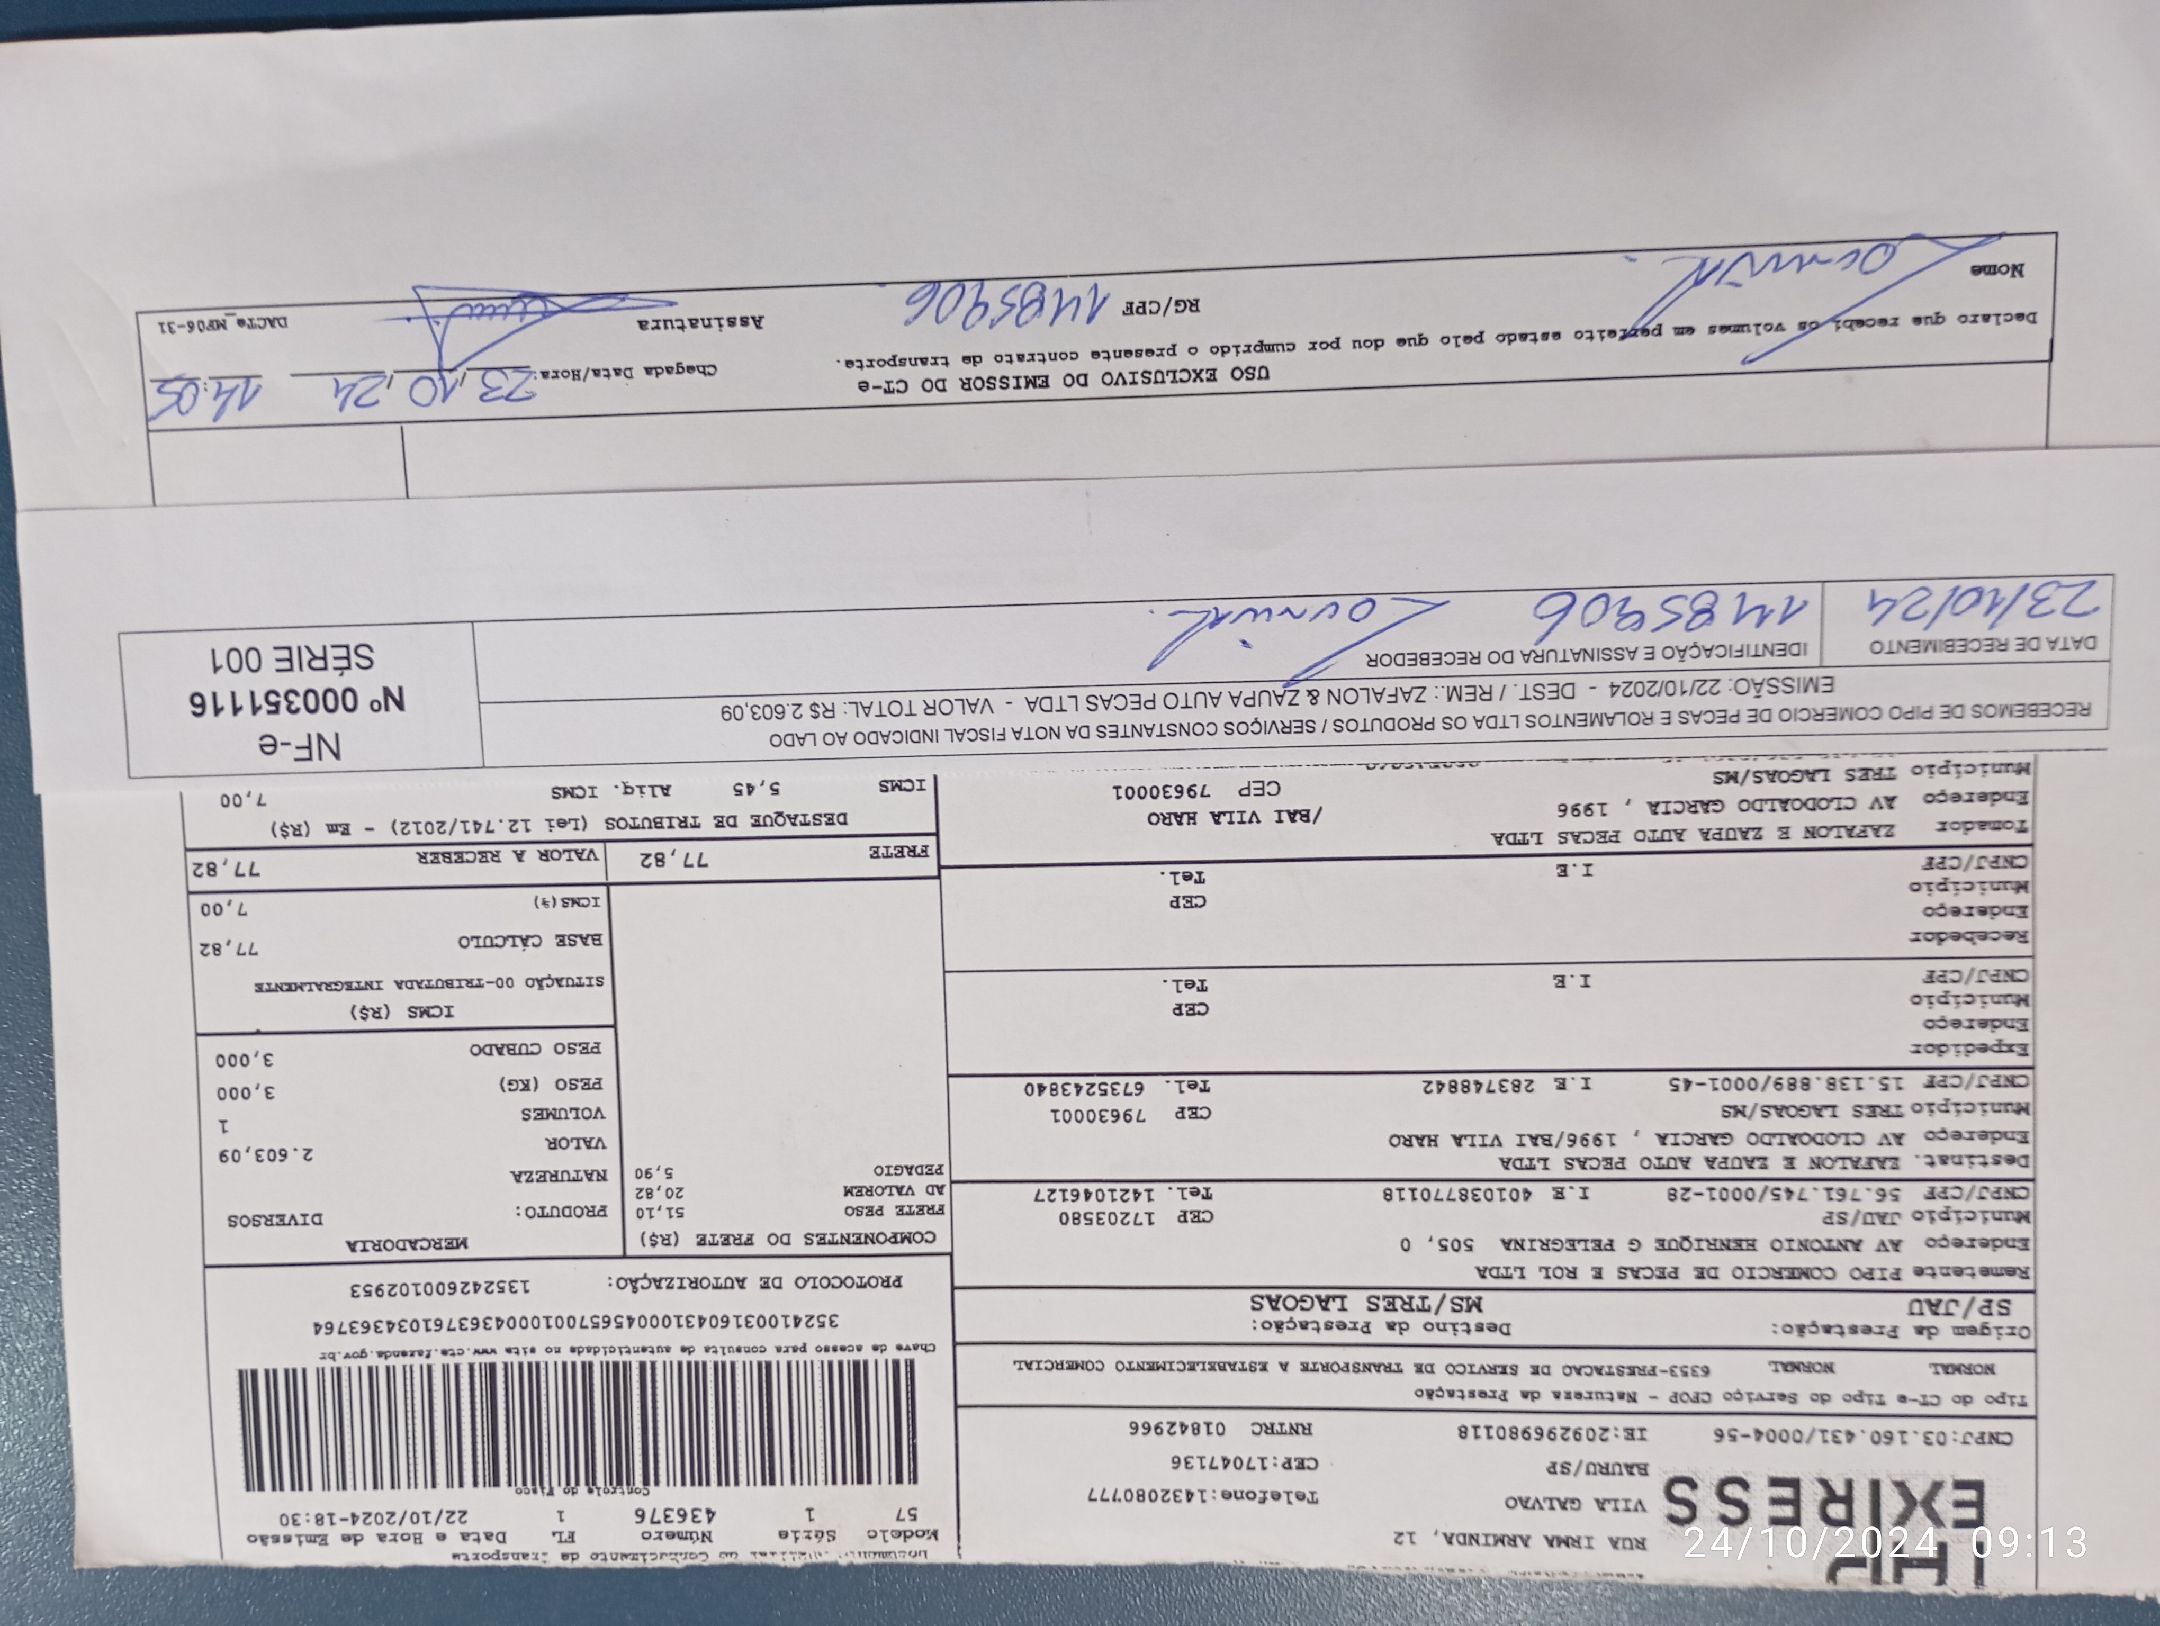 24/10/2024 09:13
EXIRESS
RUA IRMA ARMINDA, 12
VILA GALVAO
BAURU/SP
Telefone:1432080777
CEP:17047136
CNPJ:03.160.431/0004-56 IE:209296980118 RNTRC 01842966
Modelo Série Número FL Data e Hora de Emissão
57 1 436376 1 22/10/2024-18:30
Controle do Fisco
Chave de acesso para consulta de autenticidade no site www.cte.fazenda.gov.br
35241003160431000456570010004363761034363764
PROTOCOLO DE AUTORIZAÇÃO: 135242600102953
Tipo do CT-e Tipo do Serviço CFOP - Natureza da Prestação
NORMAL NORMAL 6353-PRESTACAO DE SERVICO DE TRANSPORTE A ESTABELECIMENTO COMERCIAL
Origem da Prestação: Destino da Prestação:
SP/JAU MS/TRES LAGOAS
Remetente PIPO COMERCIO DE PECAS E ROL LTDA
Endereço AV ANTONIO HENRIQUE G PELEGRINA 505, 0
Município JAU/SP CEP 17203580
CNPJ/CPF 56.761.745/0001-28 I.E 401038770118 Tel. 1421046127
Destinat. ZAFALON E ZAUPA AUTO PECAS LTDA
Endereço AV CLODOALDO GARCIA , 1996/BAI VILA HARO
Município TRES LAGOAS/MS CEP 79630001
CNPJ/CPF 15.138.889/0001-45 I.E 283748842 Tel. 6735243840
Expedidor
Endereço
Município CEP
CNPJ/CPF I.E Tel.
Recebedor
Endereço
Município CEP
CNPJ/CPF I.E Tel.
Tomador ZAFALON E ZAUPA AUTO PECAS LTDA
Endereço AV CLODOALDO GARCIA , 1996 /BAI VILA HARO
Município TRES LAGOAS/MS CEP 79630001
COMPONENTES DO FRETE (R$)
FRETE PESO 51,10
AD VALOREM 20,82
PEDAGIO 5,90
MERCADORIA
PRODUTO: DIVERSOS
NATUREZA
VALOR 2.603,09
VOLUMES 1
PESO (KG) 3,000
PESO CUBADO 3,000
ICMS (R$)
SITUAÇÃO 00-TRIBUTADA INTEGRALMENTE
BASE CÁLCULO 77,82
ICMS(%) 7,00
FRETE 77,82 VALOR A RECEBER 77,82
DESTAQUE DE TRIBUTOS (Lei 12.741/2012) - Em (R$)
ICMS 5,45 Aliq. ICMS 7,00
RECEBEMOS DE PIPO COMERCIO DE PECAS E ROLAMENTOS LTDA OS PRODUTOS / SERVIÇOS CONSTANTES DA NOTA FISCAL INDICADO AO LADO
EMISSÃO: 22/10/2024 - DEST. / REM.: ZAFALON & ZAUPA AUTO PECAS LTDA - VALOR TOTAL: R$ 2.603,09
DATA DE RECEBIMENTO
23/10/24
IDENTIFICAÇÃO E ASSINATURA DO RECEBEDOR
1485906
NF-e
Nº 000351116
SÉRIE 001
USO EXCLUSIVO DO EMISSOR DO CT-e
Declaro que recebi os volumes em perfeito estado pelo que dou por cumprido o presente contrato de transporte.
Chegada Data/Hora: 23,10,24 14:05
Nome
RG/CPF 1485906
Assinatura
DACTe_MP06-31